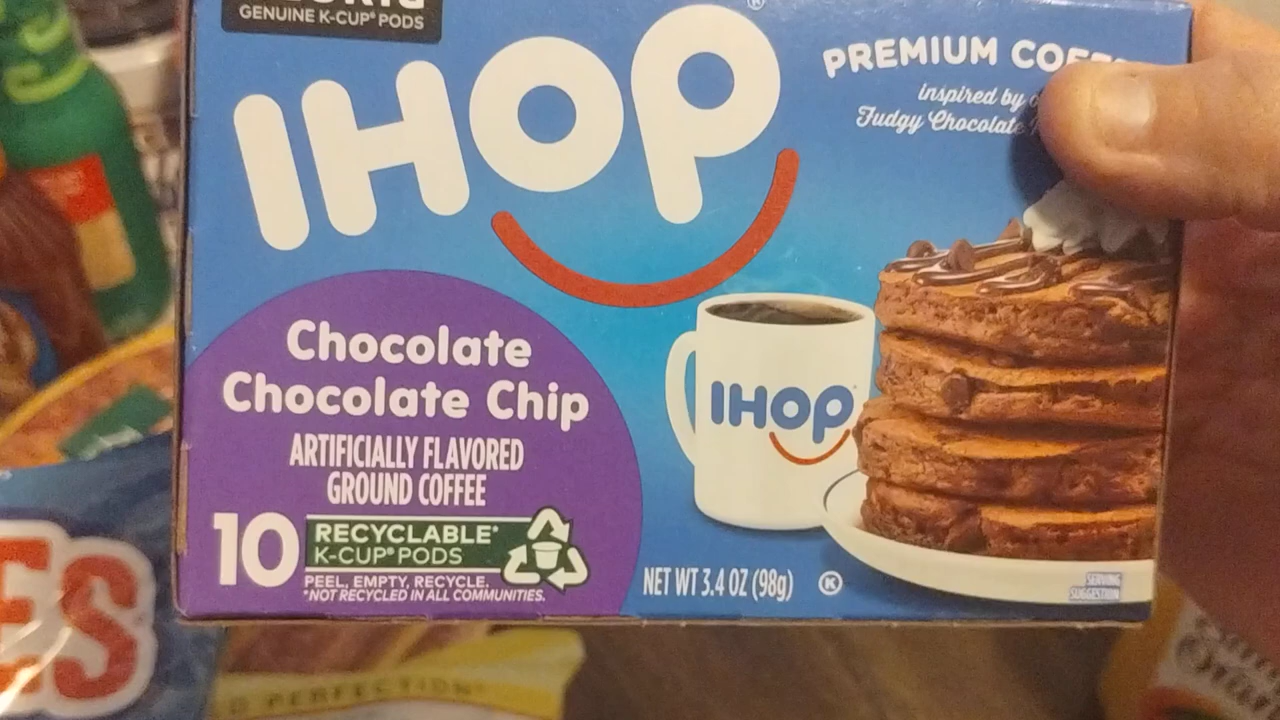 GENUINE K-CUP® PODS
IHOP®
PREMIUM
inspired by
Fudgy Chocolate
Chocolate
Chocolate Chip
ARTIFICIALLY FLAVORED
GROUND COFFEE
10
RECYCLABLE*
K-CUP® PODS
PEEL, EMPTY, RECYCLE.
*NOT RECYCLED IN ALL COMMUNITIES.
IHOP
NET WT 3.4 OZ (98g)
K
SERVING
SUGGESTION
ES
PERFECTION